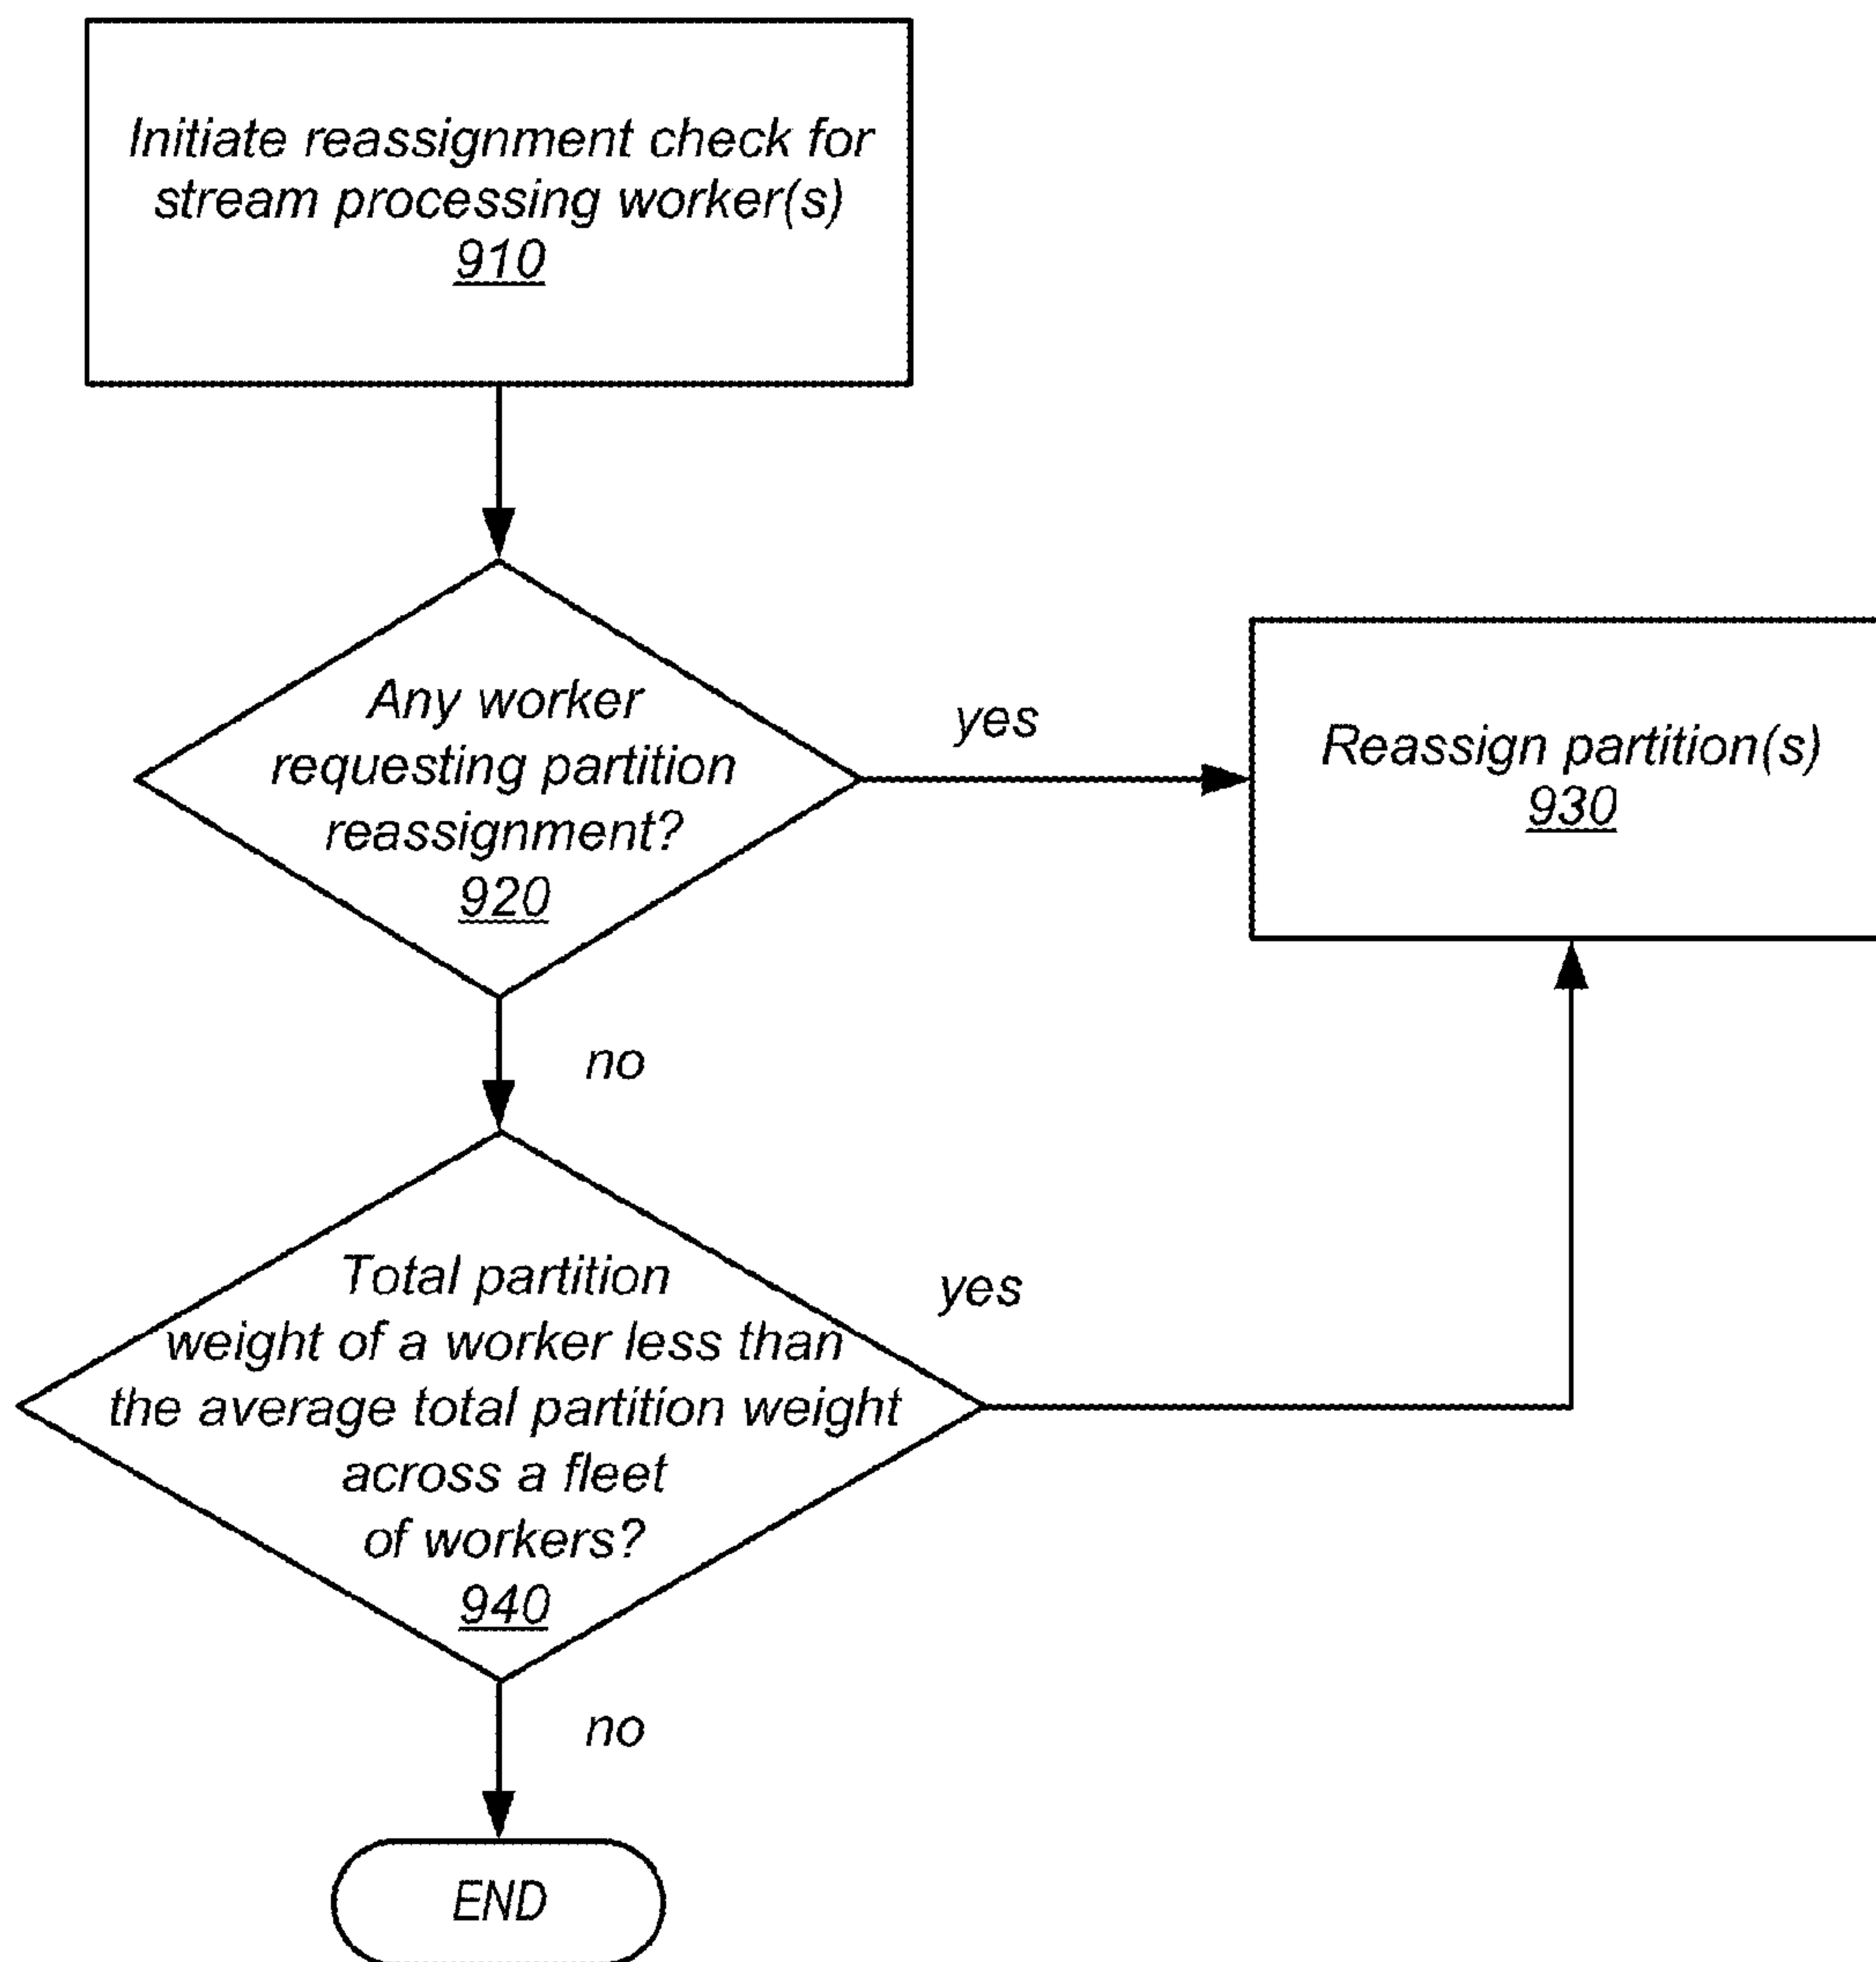 Initiate reassignment check for
stream processing worker(s)
910
Any worker
requesting partition
reassignment?
920
yes
Reassign partition(s)
930
no
Total partition
weight of a worker less than
the average total partition weight
across a fleet
of workers?
940
yes
no
END